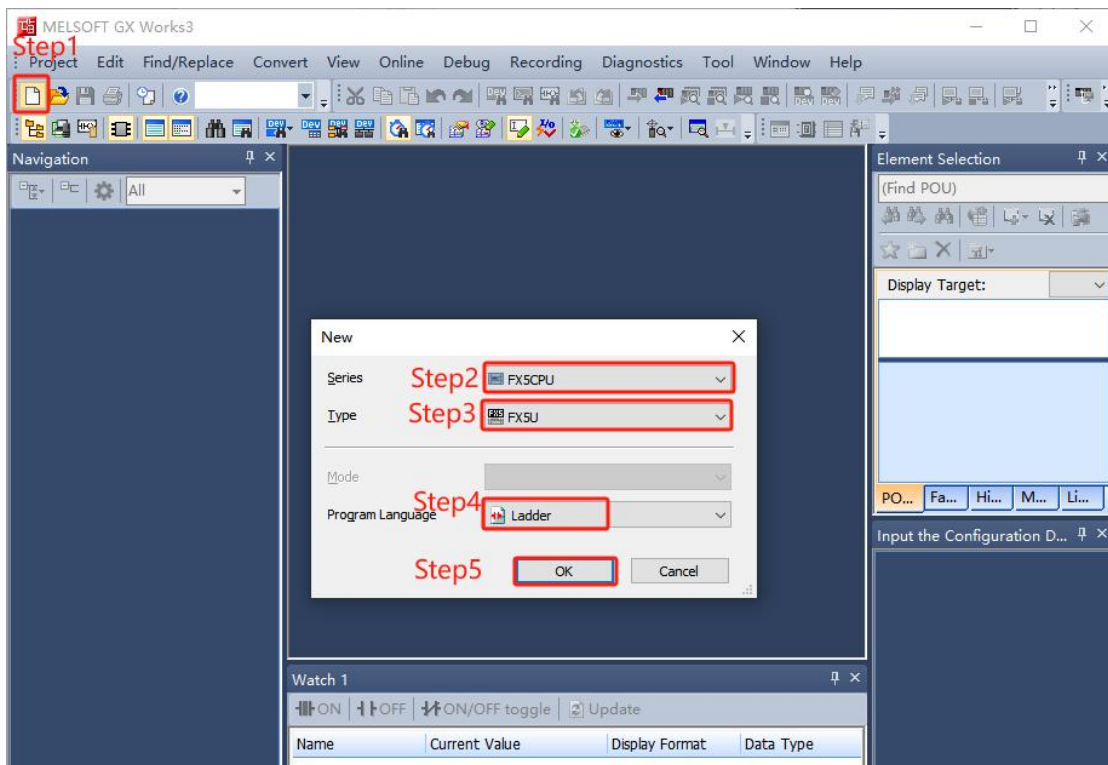 MELSOFT GX Works3
Step1
Project Edit Find/Replace Convert View Online Debug Recording Diagnostics Tool Window Help
Navigation
All
Element Selection
(Find POU)
Display Target:
New
Series Step2 FX5CPU
Type Step3 FX5U
Mode
Step4
Program Language Ladder
Step5 OK Cancel
PO... Fa... Hi... M... Li...
Input the Configuration D...
Watch 1
ON OFF ON/OFF toggle Update
Name Current Value Display Format Data Type